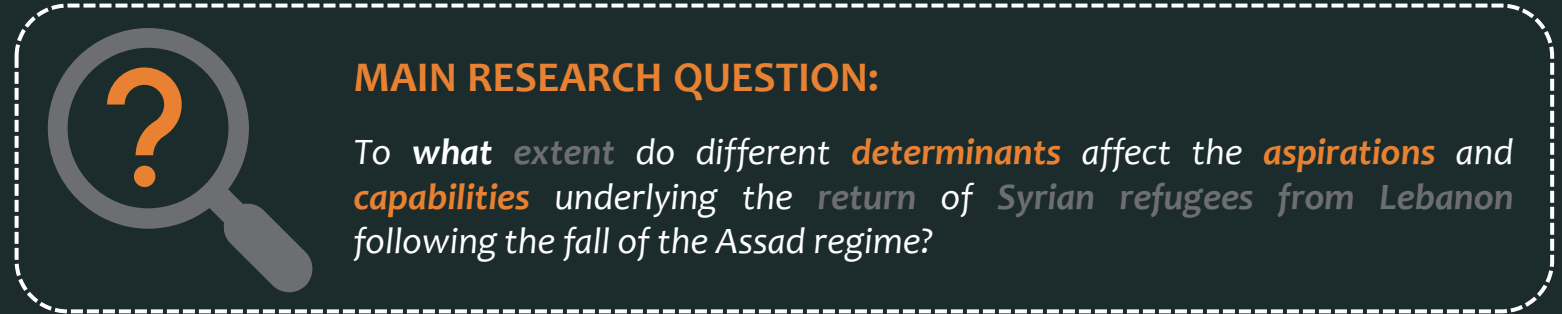 ?
MAIN RESEARCH QUESTION:
To what extent do different determinants affect the aspirations and
capabilities underlying the return of Syrian refugees from Lebanon
following the fall of the Assad regime?